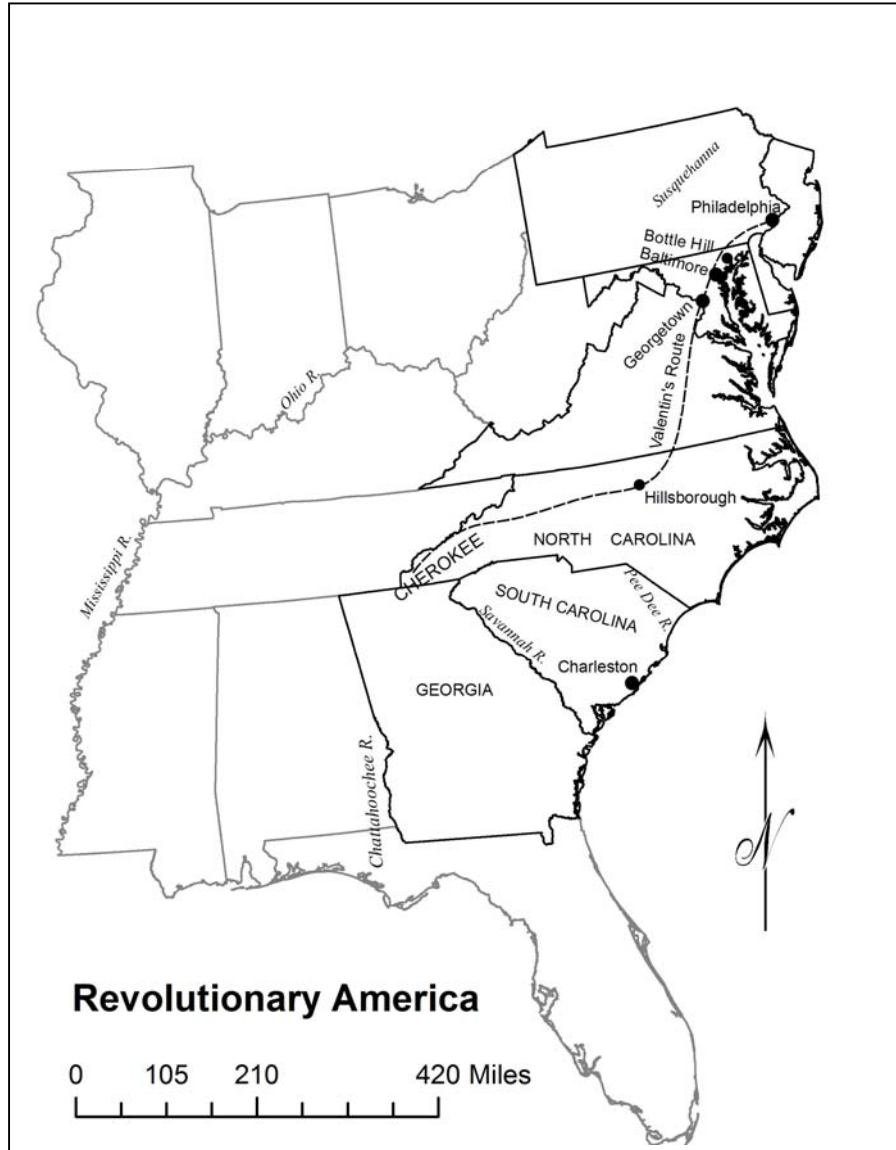 Susquehanna
Philadelphia
Bottle Hill
Baltimore
Georgetown
Valentin's Route
Ohio R.
Hillsborough
Mississippi R.
CHEROKEE
NORTH CAROLINA
SOUTH CAROLINA
Pee Dee R.
Savannah R.
Charleston
GEORGIA
Chattahoochee R.
N
Revolutionary America
0 105 210 420 Miles